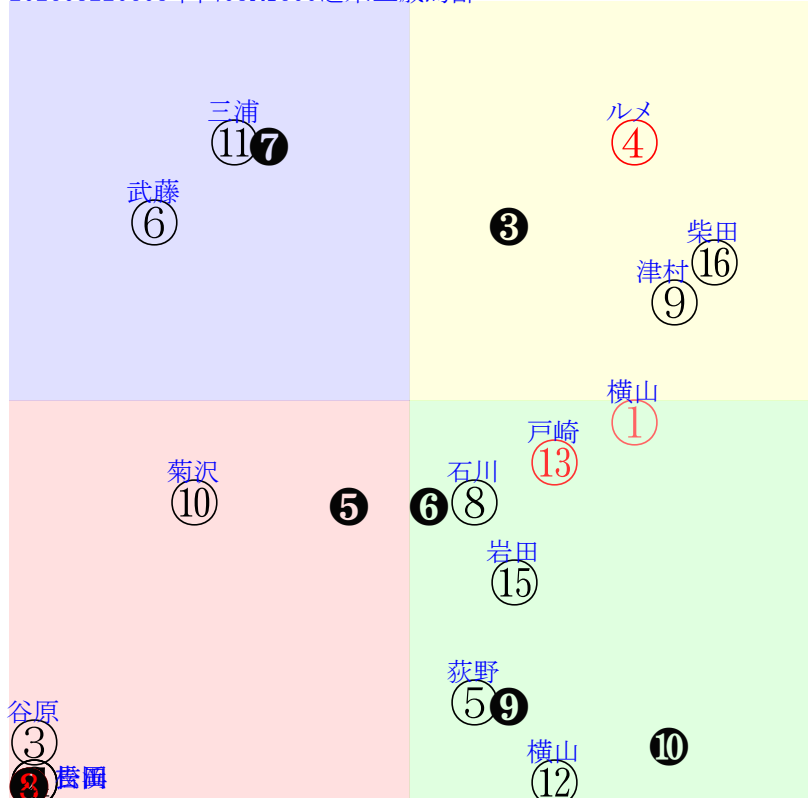 三浦
⑪❼
ルメ
④
武藤
⑥
❸
柴田
⑯
津村
⑨
横山
①
戸崎
⑬
菊沢
⑩
❺
❻
石川
⑧
岩田
⑮
荻野
⑤❾
谷原
③
横山
⑫
❿